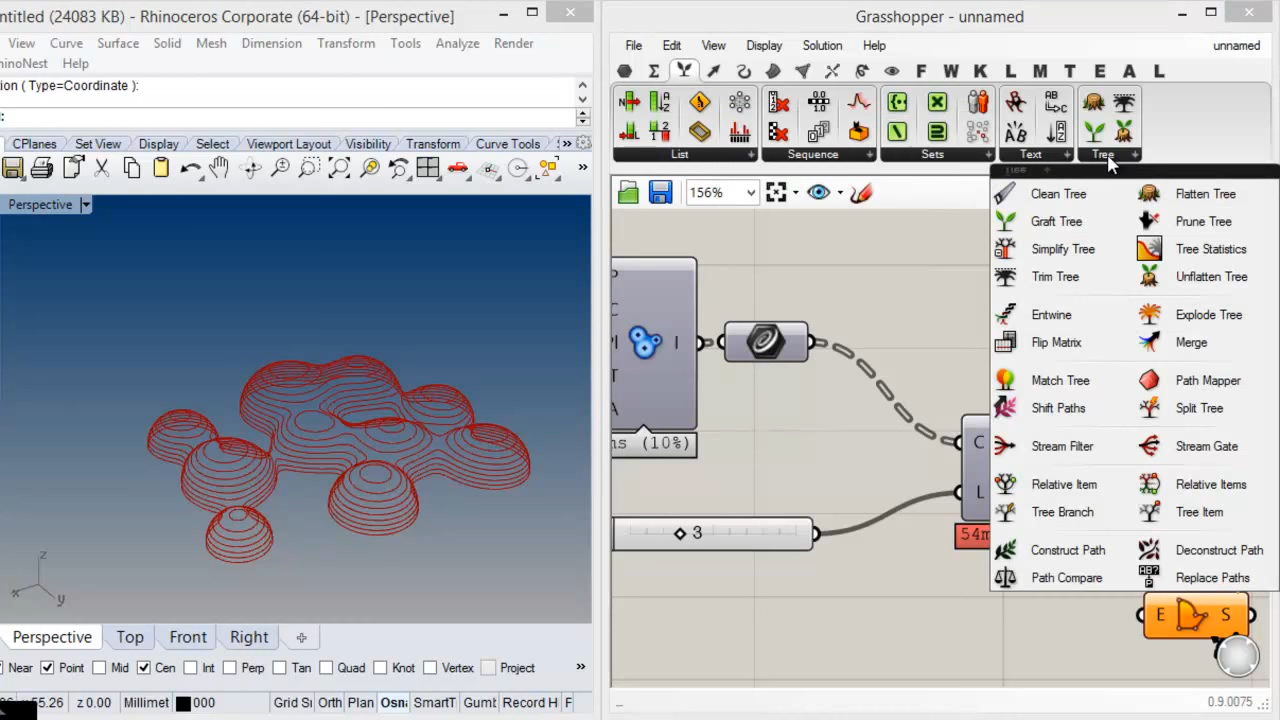 ntitled (24083 KB) - Rhinoceros Corporate (64-bit) - [Perspective]
View Curve Surface Solid Mesh Dimension Transform Tools Analyze Render
hinoNest Help
ion ( Type=Coordinate ):
:
CPlanes Set View Display Select Viewport Layout Visibility Transform Curve Tools »
»
Perspective
z
x y
Perspective Top Front Right
Near Point Mid Cen Int Perp Tan Quad Knot Vertex Project »
55.26 z 0.00 Millimet 000 Grid S Orth Plan Osna SmartT Gumb Record H F
Grasshopper - unnamed
File Edit View Display Solution Help unnamed
Σ F W K L M T E A L
List Sequence Sets Text Tree
156%
Clean Tree Flatten Tree
Graft Tree Prune Tree
Simplify Tree Tree Statistics
Trim Tree Unflatten Tree
Entwine Explode Tree
Flip Matrix Merge
Match Tree Path Mapper
Shift Paths Split Tree
Stream Filter Stream Gate
Relative Item Relative Items
Tree Branch Tree Item
Construct Path Deconstruct Path
Path Compare Replace Paths
I
A
ms (10%)
C
L
3
54m
E S
0.9.0075